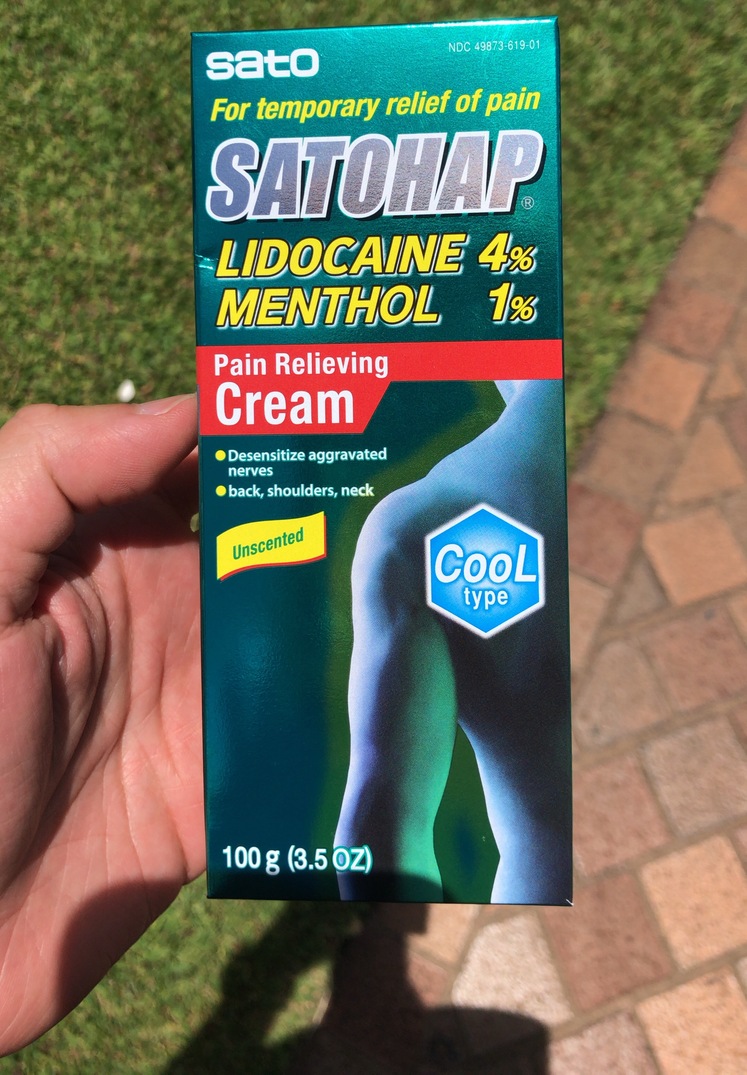 sato
NDC 49873-619-01
For temporary relief of pain
SATOHAP®
LIDOCAINE 4%
MENTHOL 1%
Pain Relieving
Cream
• Desensitize aggravated
nerves
• back, shoulders, neck
Unscented
CooL
type
100 g (3.5 OZ)